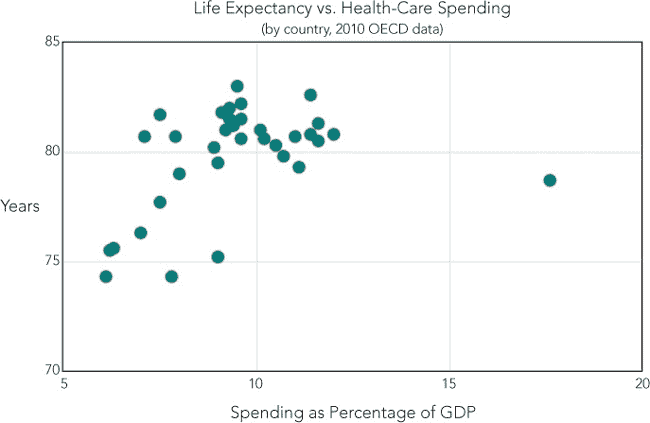 Life Expectancy vs. Health-Care Spending
(by country, 2010 OECD data)
85
80
Years
75
70
5
10
15
20
Spending as Percentage of GDP